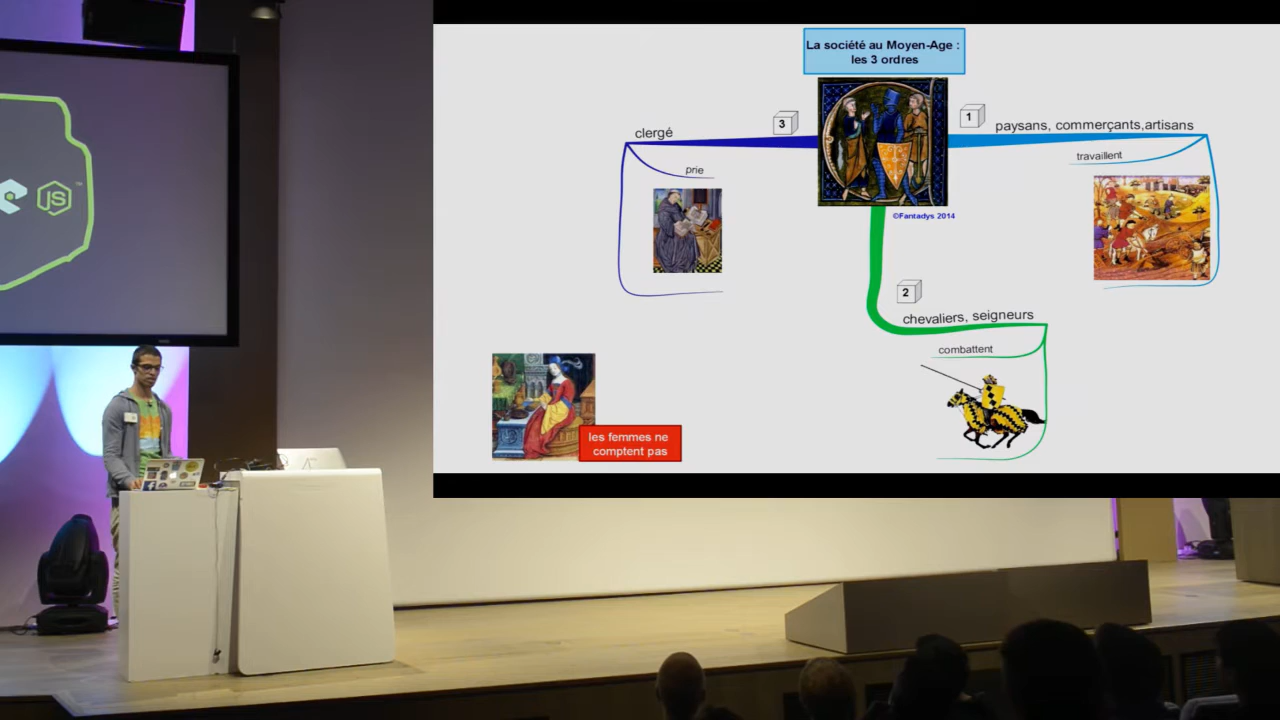 La société au Moyen-Age :
les 3 ordres
3
clergé
prie
1
paysans, commerçants,artisans
travaillent
©Fantadys 2014
2
chevaliers, seigneurs
combattent
les femmes ne
comptent pas
JS